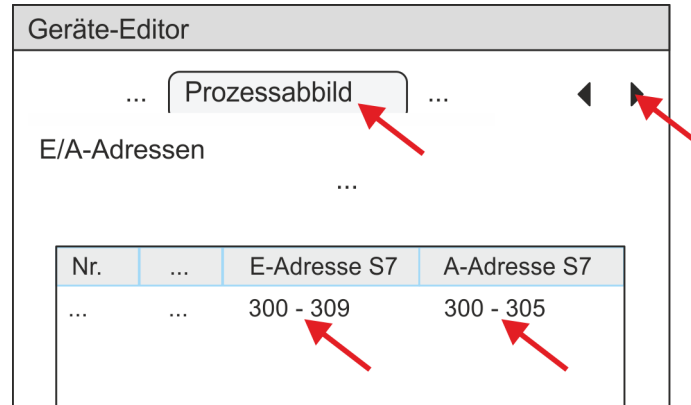 Geräte-Editor
... Prozessabbild ...
E/A-Adressen
...
Nr. ... E-Adresse S7 A-Adresse S7
... ... 300 - 309 300 - 305